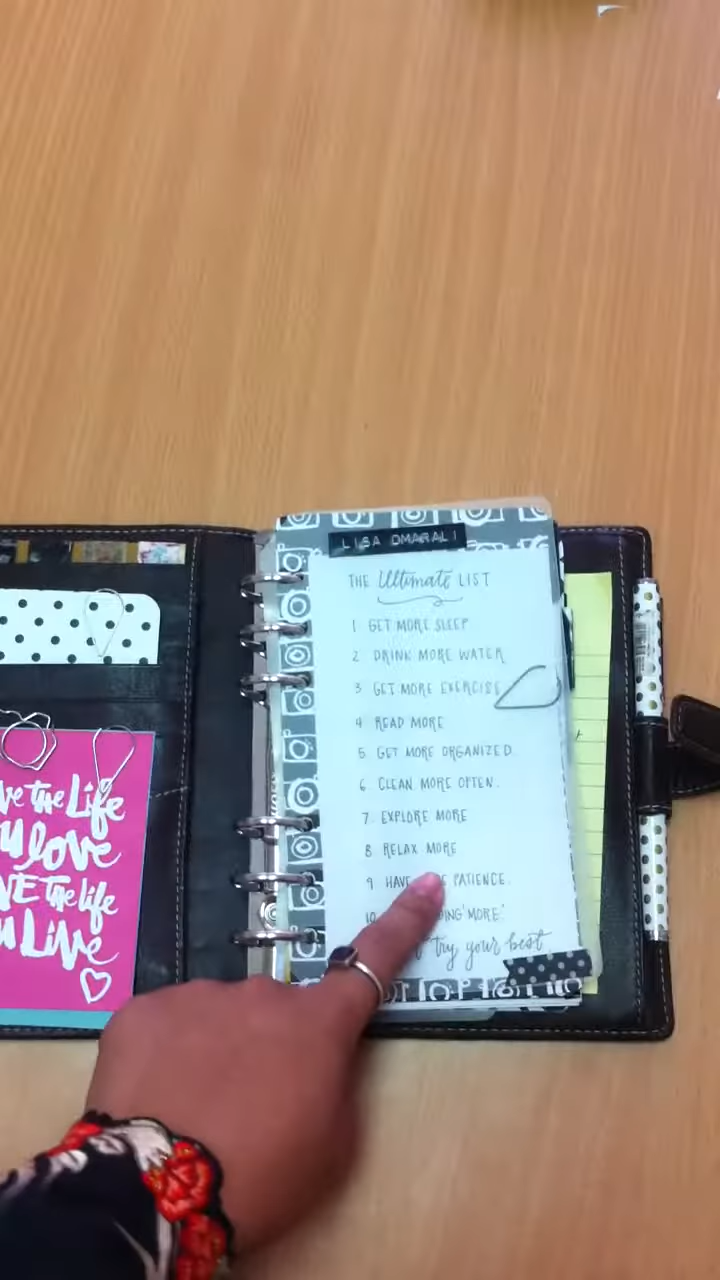 ve the Life
u love
VE the life
u Live
LISA OMARALI
THE Ultimate LIST
1 GET MORE SLEEP
2 DRINK MORE WATER
3 GET MORE EXERCISE
4 READ MORE
5. GET MORE ORGANIZED
6. CLEAN MORE OFTEN.
7. EXPLORE MORE
8 RELAX MORE
9 HAVE PATIENCE.
10 'MORE'
try your best